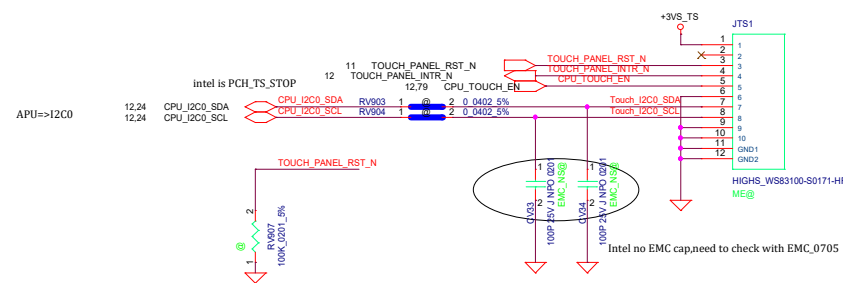 +3VS_TS
JTS1
11 TOUCH_PANEL_RST_N
TOUCH_PANEL_RST_N
12 TOUCH_PANEL_INTR_N
TOUCH_PANEL_INTR_N
intel is PCH_TS_STOP
12,79 CPU_TOUCH_EN
CPU_TOUCH_EN
APU=>I2C0
12,24 CPU_I2C0_SDA
CPU_I2C0_SDA
RV903 1 @ 2 0_0402_5%
Touch_I2C0_SDA
12,24 CPU_I2C0_SCL
CPU_I2C0_SCL
RV904 1 @ 2 0_0402_5%
Touch_I2C0_SCL
1 1
2 2
3 3
4 4
5 5
6 6
7 7
8 8
9 9
10 10
11 GND1
12 GND2
HIGHS_WS83100-S0171-HF
ME@
TOUCH_PANEL_RST_N
2
1
@
RV907
100K_0201_5%
1
2
CV33
100P 25V J NPO 0201
EMC_NS@
1
2
CV34
100P 25V J NPO 0201
EMC_NS@
Intel no EMC cap,need to check with EMC_0705